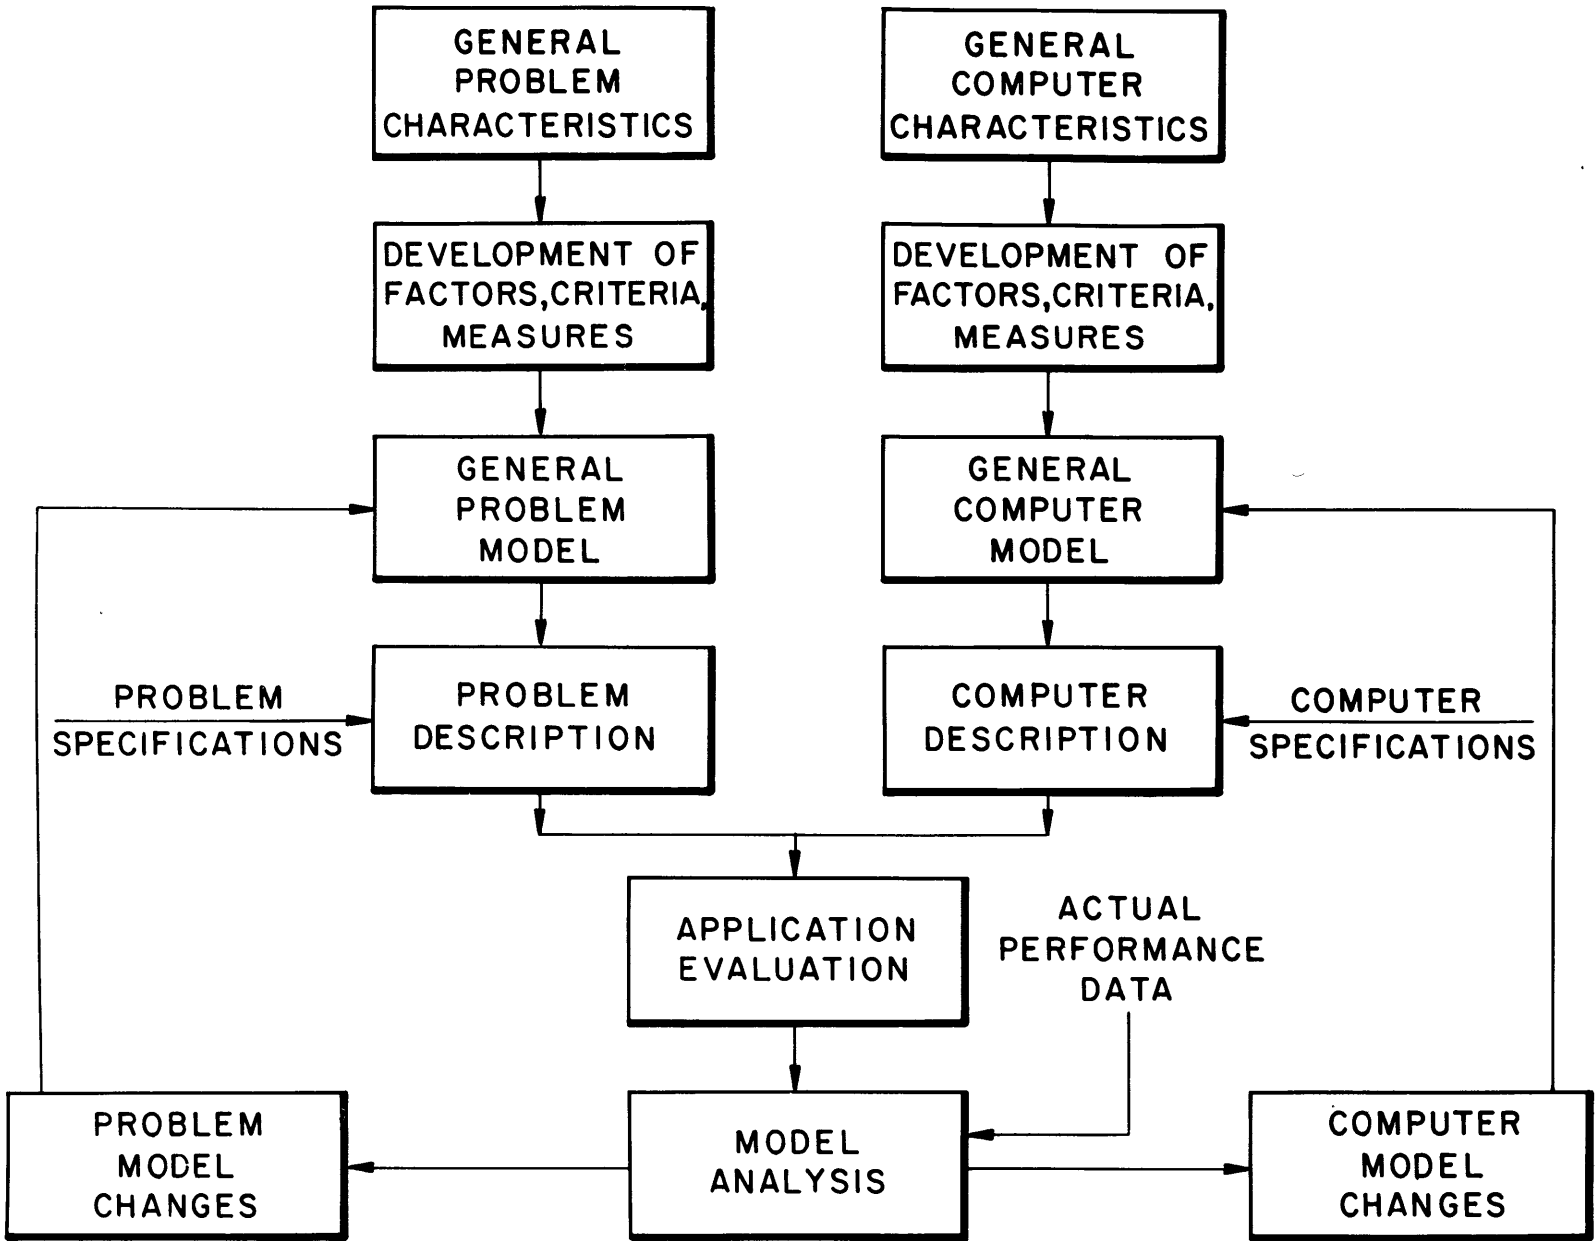 GENERAL
PROBLEM
CHARACTERISTICS
GENERAL
COMPUTER
CHARACTERISTICS
DEVELOPMENT OF
FACTORS, CRITERIA,
MEASURES
DEVELOPMENT OF
FACTORS, CRITERIA,
MEASURES
GENERAL
PROBLEM
MODEL
GENERAL
COMPUTER
MODEL
PROBLEM
SPECIFICATIONS
PROBLEM
DESCRIPTION
COMPUTER
DESCRIPTION
COMPUTER
SPECIFICATIONS
APPLICATION
EVALUATION
ACTUAL
PERFORMANCE
DATA
PROBLEM
MODEL
CHANGES
MODEL
ANALYSIS
COMPUTER
MODEL
CHANGES